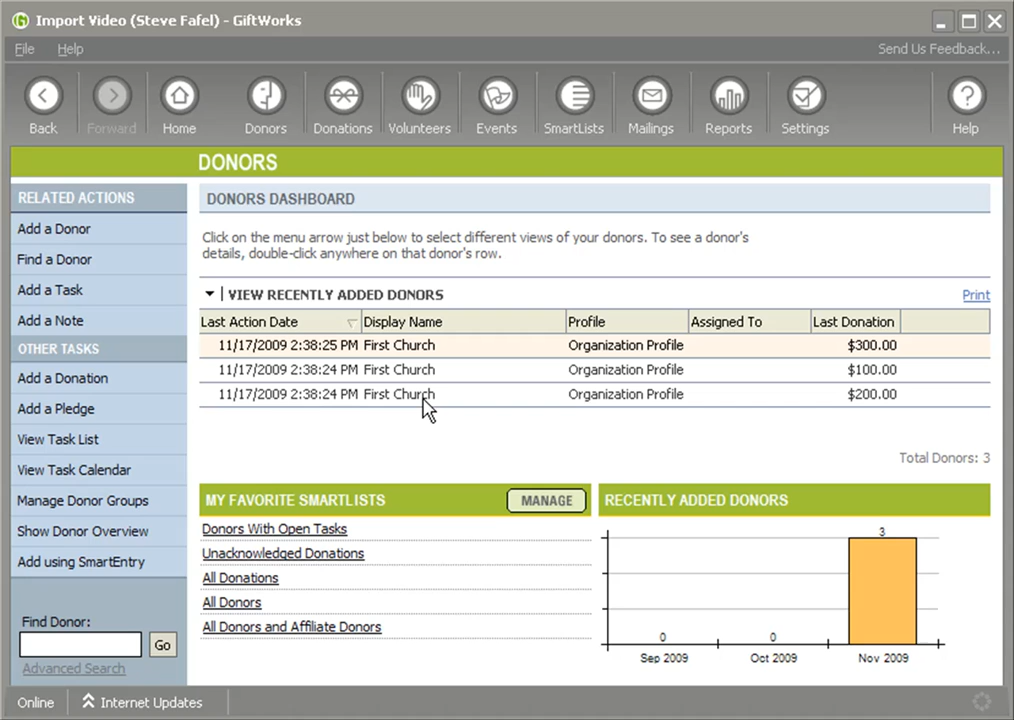 Import Video (Steve Fafel) - GiftWorks
File Help Send Us Feedback...
Back Forward Home Donors Donations Volunteers Events SmartLists Mailings Reports Settings Help
DONORS
RELATED ACTIONS
Add a Donor
Find a Donor
Add a Task
Add a Note
OTHER TASKS
Add a Donation
Add a Pledge
View Task List
View Task Calendar
Manage Donor Groups
Show Donor Overview
Add using SmartEntry
Find Donor:
Go
Advanced Search
DONORS DASHBOARD
Click on the menu arrow just below to select different views of your donors. To see a donor's
details, double-click anywhere on that donor's row.
VIEW RECENTLY ADDED DONORS Print
Last Action Date Display Name Profile Assigned To Last Donation
11/17/2009 2:38:25 PM First Church Organization Profile $300.00
11/17/2009 2:38:24 PM First Church Organization Profile $100.00
11/17/2009 2:38:24 PM First Church Organization Profile $200.00
Total Donors: 3
MY FAVORITE SMARTLISTS MANAGE
Donors With Open Tasks
Unacknowledged Donations
All Donations
All Donors
All Donors and Affiliate Donors
RECENTLY ADDED DONORS
3
0 0
Sep 2009 Oct 2009 Nov 2009
Online Internet Updates